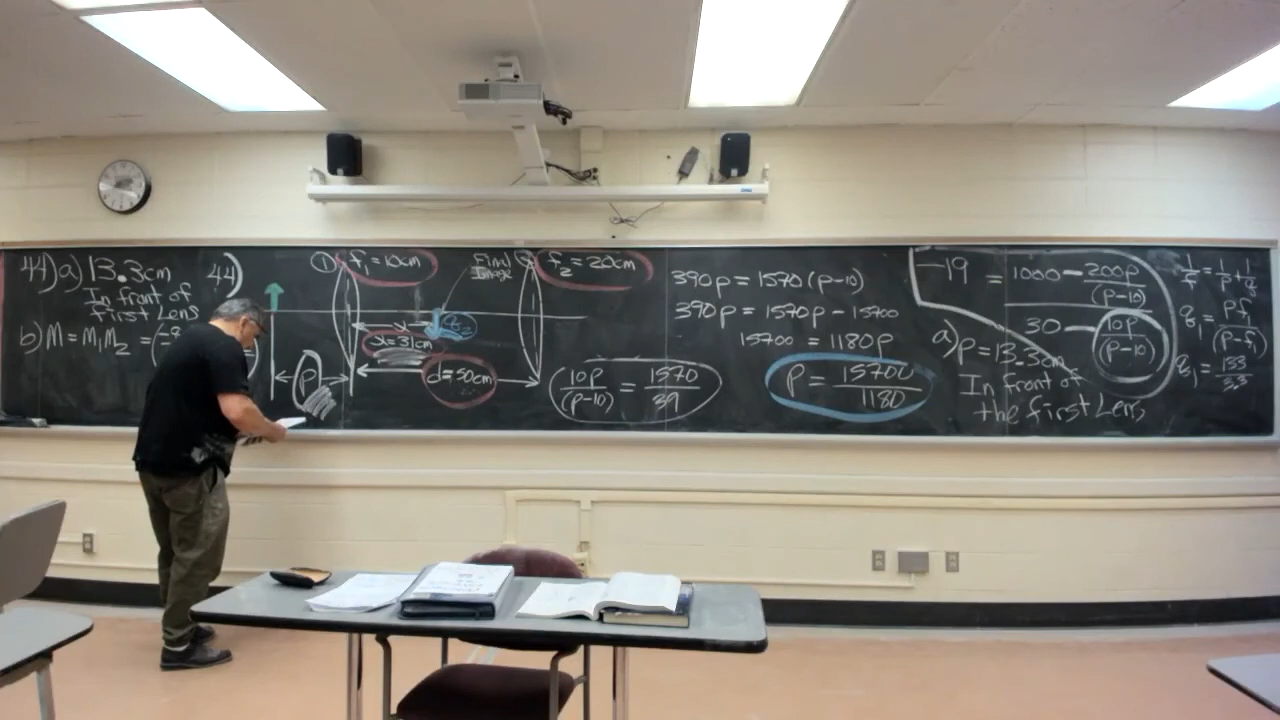 44)a) 13.3cm
In front of
first Lens
b) M = M₁M₂ = (-q
44)
① f₁ = 10cm
Final
Image
② f₂ = 20cm
x
q₂
x = 31cm
p
d = 50cm
390p = 1570(p-10)
390p = 1570p - 15700
15700 = 1180p
10p/(p-10) = 1570/39
p = 15700/1180
-19 = 1000 - 200p/(p-10)
30 - 10p/(p-10)
a) p = 13.3cm
In front of
the first Lens
1/f = 1/p + 1/q
q₁ = pf₁/(p-f₁)
q₁ = 133/3.3